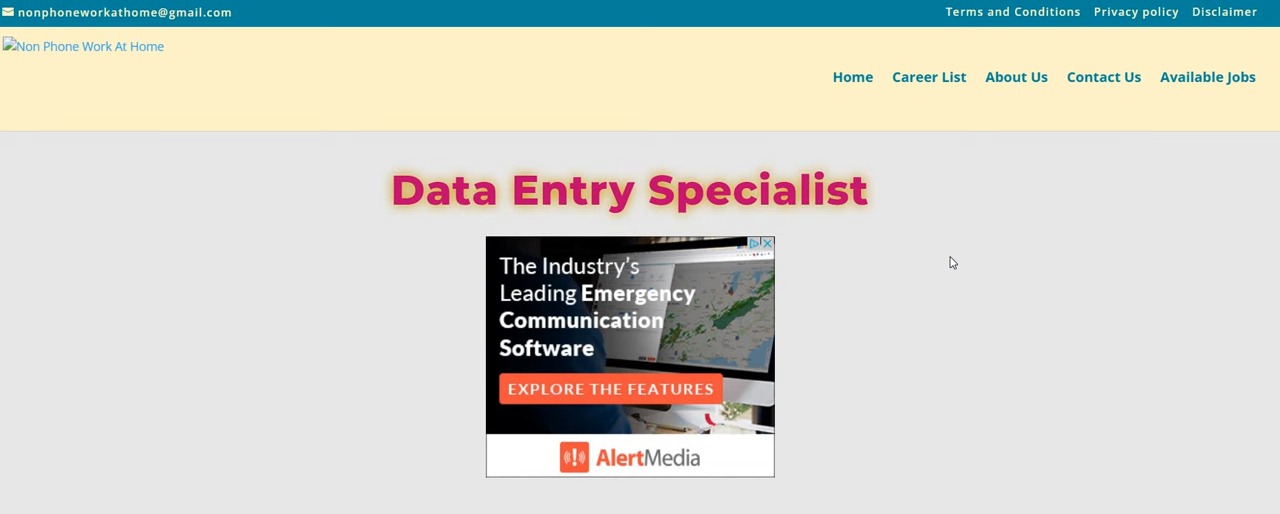 nonphoneworkathome@gmail.com
Terms and Conditions Privacy policy Disclaimer
Non Phone Work At Home
Home Career List About Us Contact Us Available Jobs
Data Entry Specialist
The Industry's
Leading Emergency
Communication
Software
EXPLORE THE FEATURES
AlertMedia